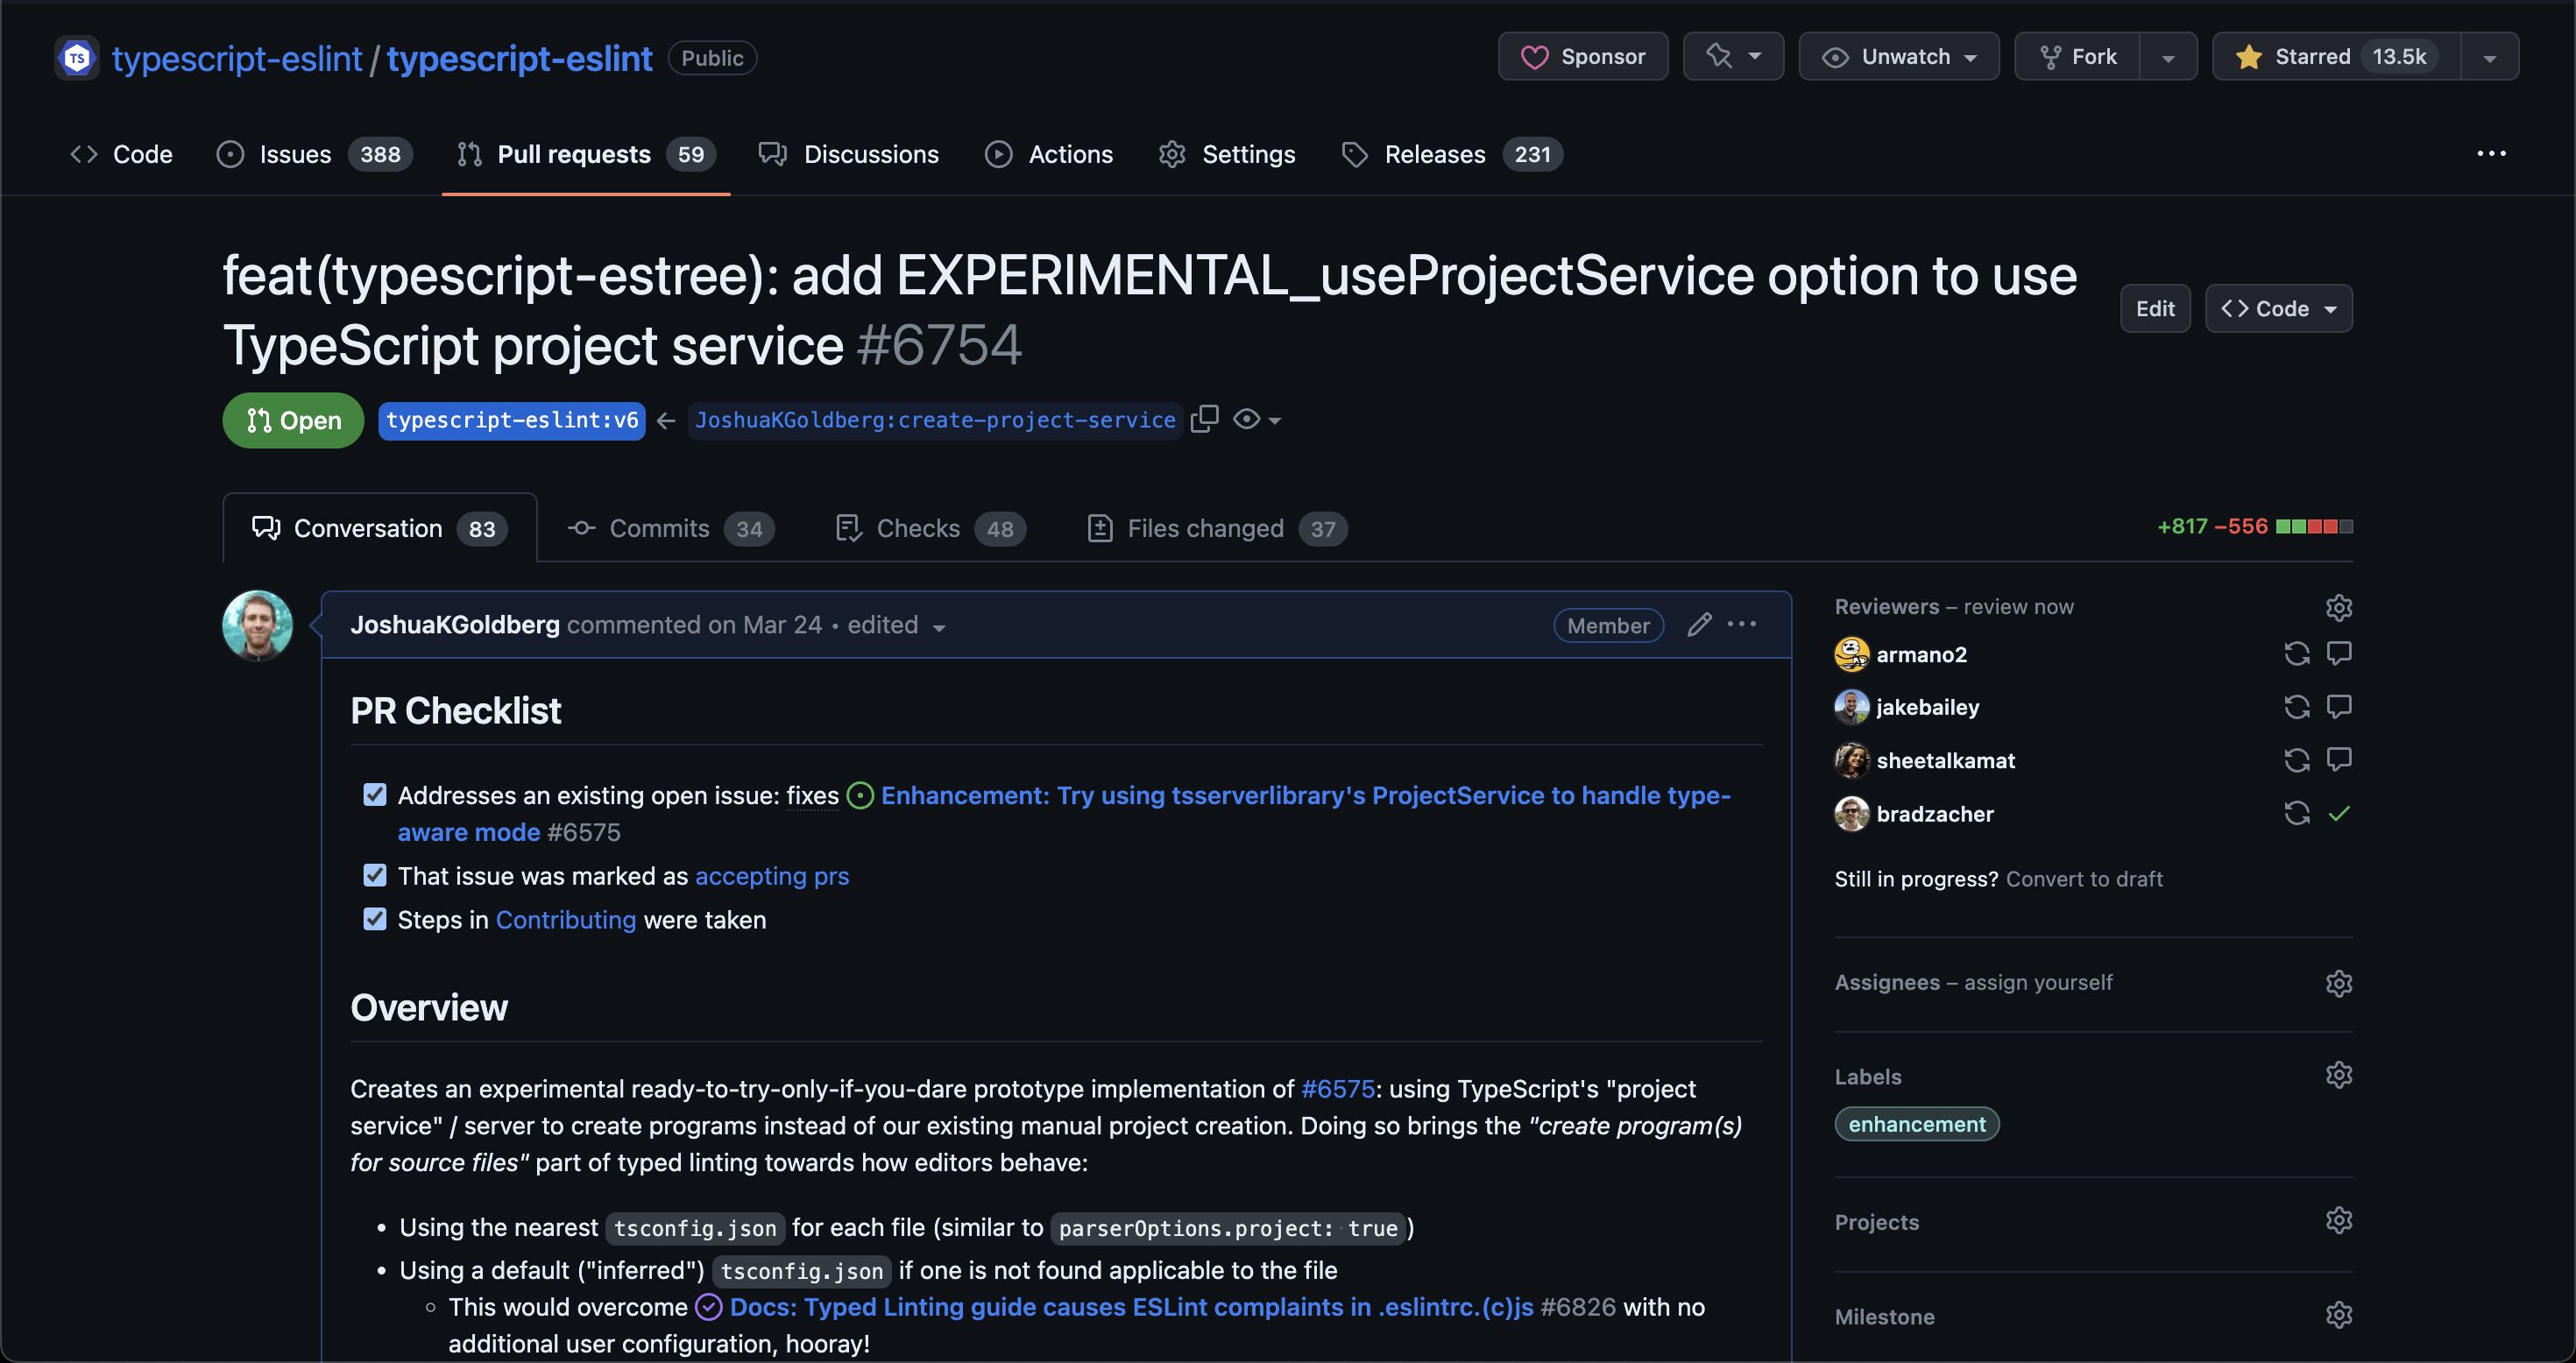 typescript-eslint / typescript-eslint Public Sponsor Unwatch Fork Starred 13.5k
Code Issues 388 Pull requests 59 Discussions Actions Settings Releases 231
feat(typescript-estree): add EXPERIMENTAL_useProjectService option to use
TypeScript project service #6754
Edit Code
Open typescript-eslint:v6 ← JoshuaKGoldberg:create-project-service
Conversation 83 Commits 34 Checks 48 Files changed 37 +817 −556
JoshuaKGoldberg commented on Mar 24 • edited Member
PR Checklist
Addresses an existing open issue: fixes Enhancement: Try using tsserverlibrary's ProjectService to handle type-
aware mode #6575
That issue was marked as accepting prs
Steps in Contributing were taken
Overview
Creates an experimental ready-to-try-only-if-you-dare prototype implementation of #6575: using TypeScript's "project
service" / server to create programs instead of our existing manual project creation. Doing so brings the "create program(s)
for source files" part of typed linting towards how editors behave:
• Using the nearest tsconfig.json for each file (similar to parserOptions.project: true)
• Using a default ("inferred") tsconfig.json if one is not found applicable to the file
◦ This would overcome Docs: Typed Linting guide causes ESLint complaints in .eslintrc.(c)js #6826 with no
additional user configuration, hooray!
Reviewers – review now
armano2
jakebailey
sheetalkamat
bradzacher
Still in progress? Convert to draft
Assignees – assign yourself
Labels
enhancement
Projects
Milestone